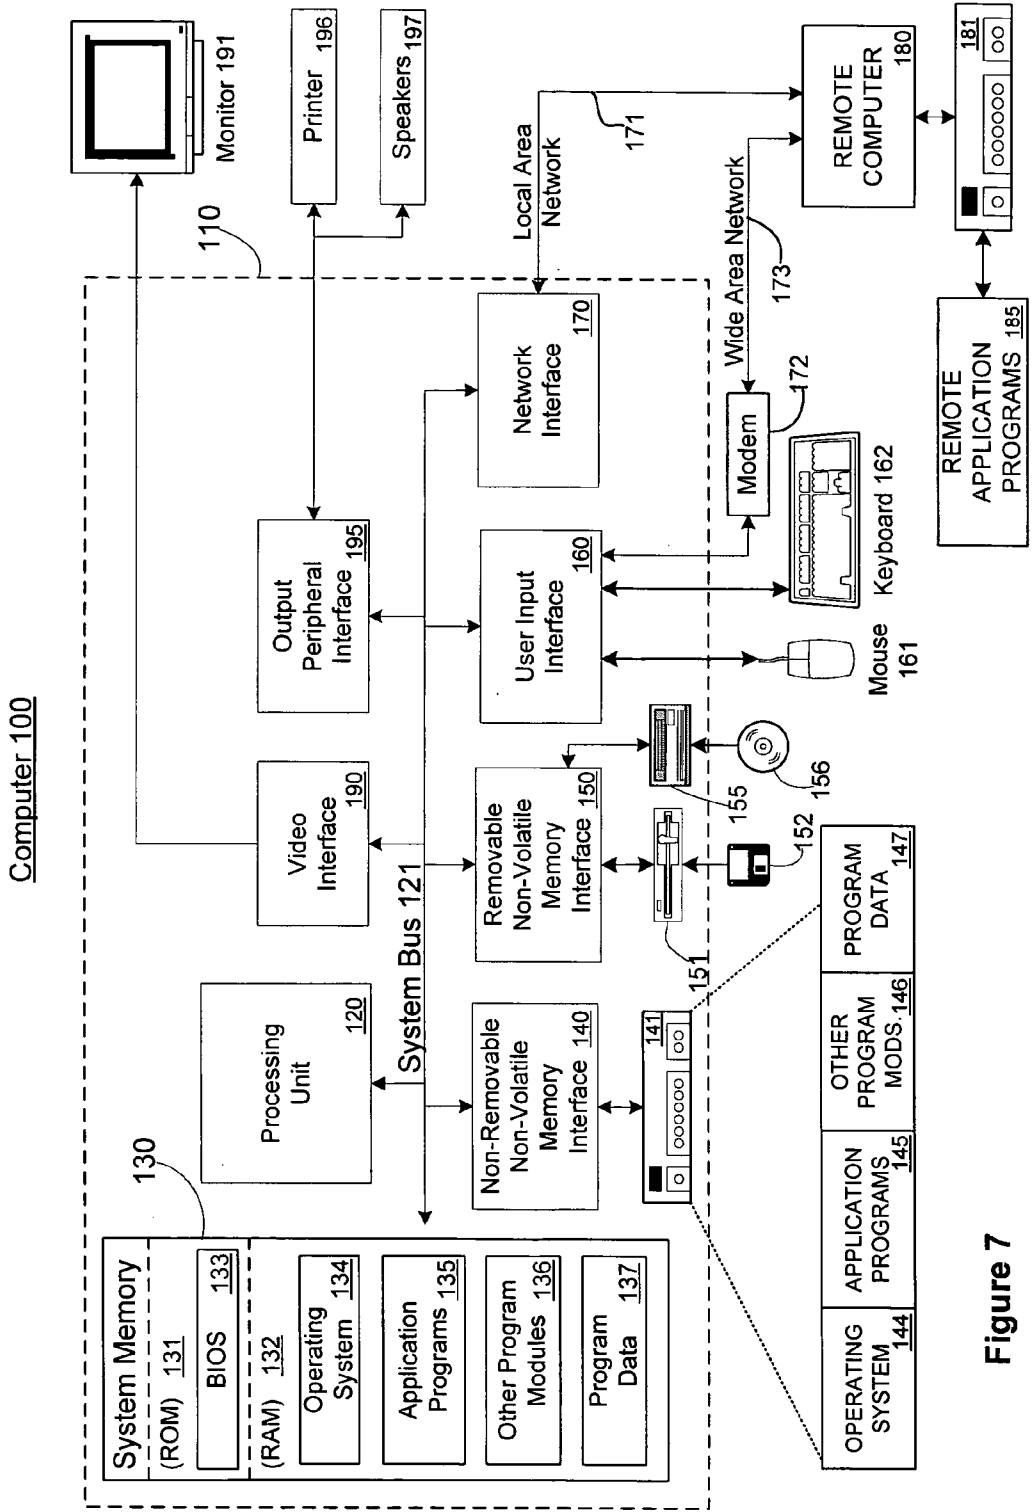 Computer 100
110
130
System Memory
(ROM) 131
BIOS 133
(RAM) 132
Operating
System 134
Application
Programs 135
Other Program
Modules 136
Program
Data 137
Processing
Unit
120
System Bus 121
Video
Interface
190
Output
Peripheral
Interface
195
Non-Removable
Non-Volatile
Memory
Interface 140
Removable
Non-Volatile
Memory
Interface 150
User Input
Interface
160
Network
Interface
170
Monitor 191
Printer 196
Speakers 197
Local Area
Network
171
Wide Area Network
173
Modem
172
141
151
152
155
156
Mouse
161
Keyboard 162
REMOTE
COMPUTER
180
181
REMOTE
APPLICATION
PROGRAMS 185
OPERATING
SYSTEM 144
APPLICATION
PROGRAMS 145
OTHER
PROGRAM
MODS. 146
PROGRAM
DATA 147
Figure 7